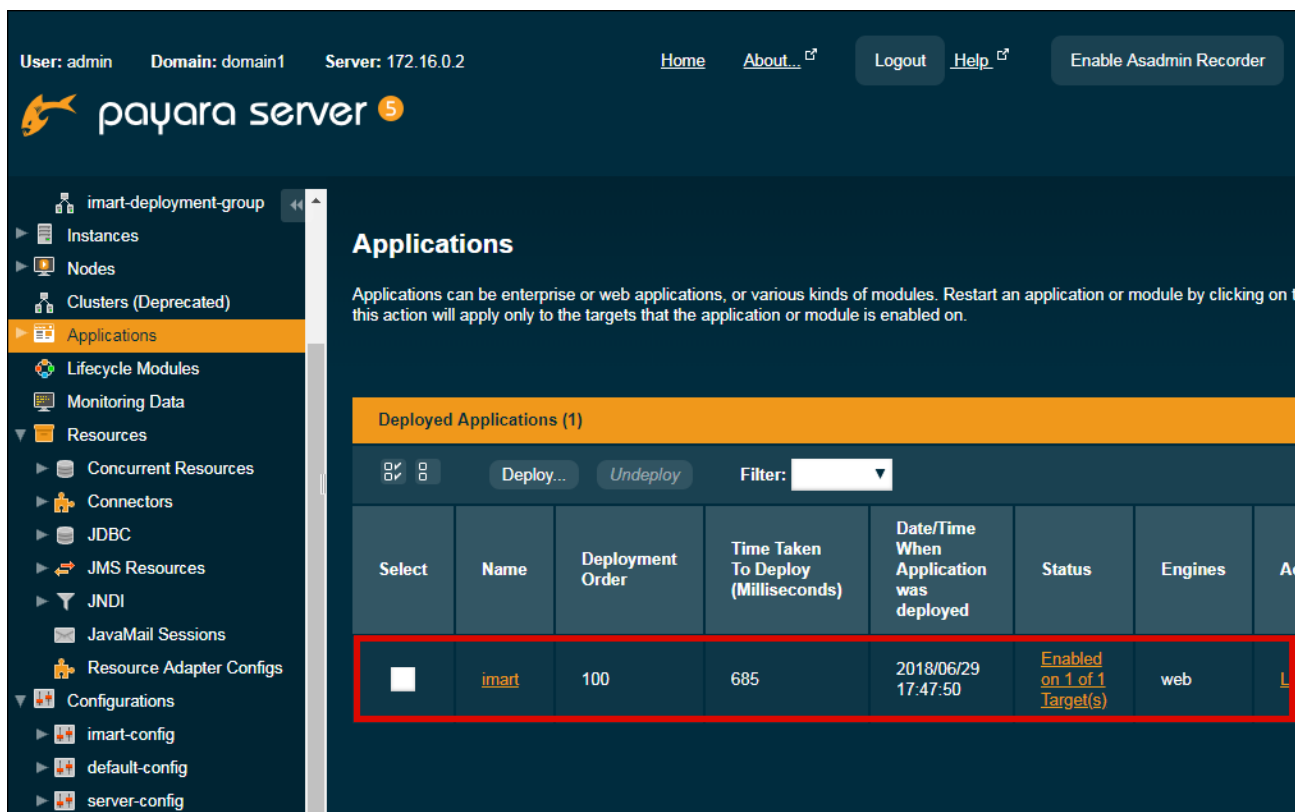 User: admin Domain: domain1 Server: 172.16.0.2 Home About... Logout Help Enable Asadmin Recorder
payara server 5
imart-deployment-group
Instances
Nodes
Clusters (Deprecated)
Applications
Lifecycle Modules
Monitoring Data
Resources
Concurrent Resources
Connectors
JDBC
JMS Resources
JNDI
JavaMail Sessions
Resource Adapter Configs
Configurations
imart-config
default-config
server-config
Applications
Applications can be enterprise or web applications, or various kinds of modules. Restart an application or module by clicking on
this action will apply only to the targets that the application or module is enabled on.
Deployed Applications (1)
Deploy... Undeploy Filter:
Select
Name
Deployment
Order
Time Taken
To Deploy
(Milliseconds)
Date/Time
When
Application
was
deployed
Status
Engines
imart
100
685
2018/06/29
17:47:50
Enabled
on 1 of 1
Target(s)
web